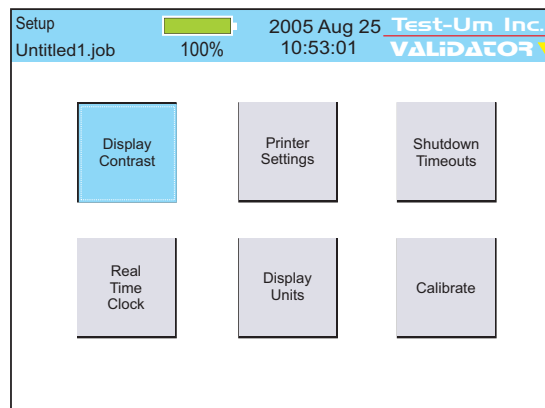 Setup
2005 Aug 25
Test-Um Inc.
Untitled1.job
100%
10:53:01
VALiDATOR
Display
Contrast
Printer
Settings
Shutdown
Timeouts
Real
Time
Clock
Display
Units
Calibrate